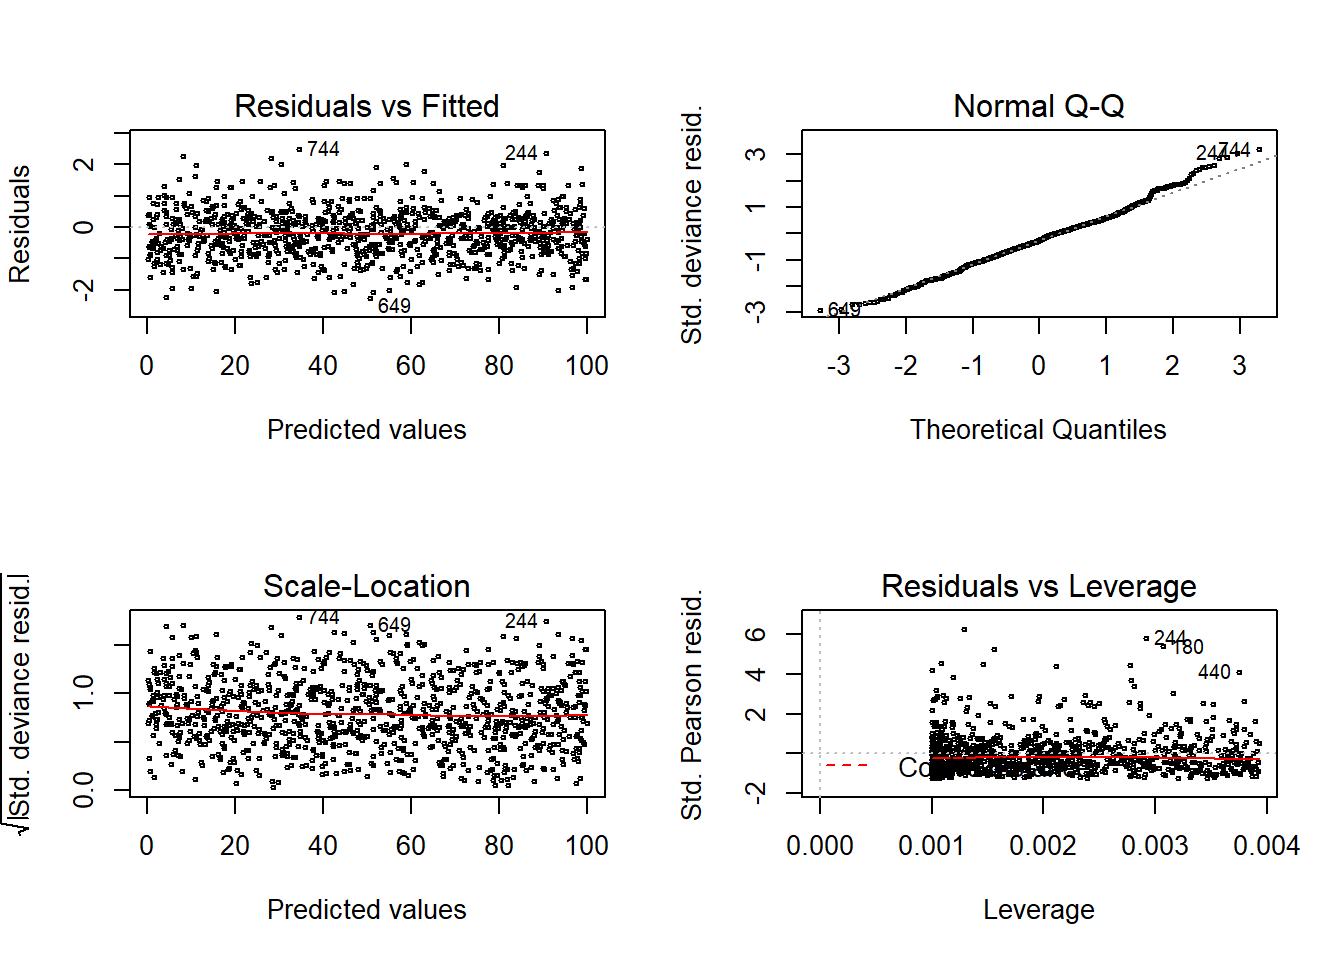 Residuals vs Fitted
Residuals
2
0
-2
744
244
649
0 20 40 60 80 100
Predicted values
Normal Q-Q
Std. deviance resid.
3
1
-1
-3
244
744
649
-3 -2 -1 0 1 2 3
Theoretical Quantiles
Scale-Location
√|Std. deviance resid.|
1.0
0.0
744
649
244
0 20 40 60 80 100
Predicted values
Residuals vs Leverage
Std. Pearson resid.
6
4
2
-2
244
180
440
0.000 0.001 0.002 0.003 0.004
Leverage